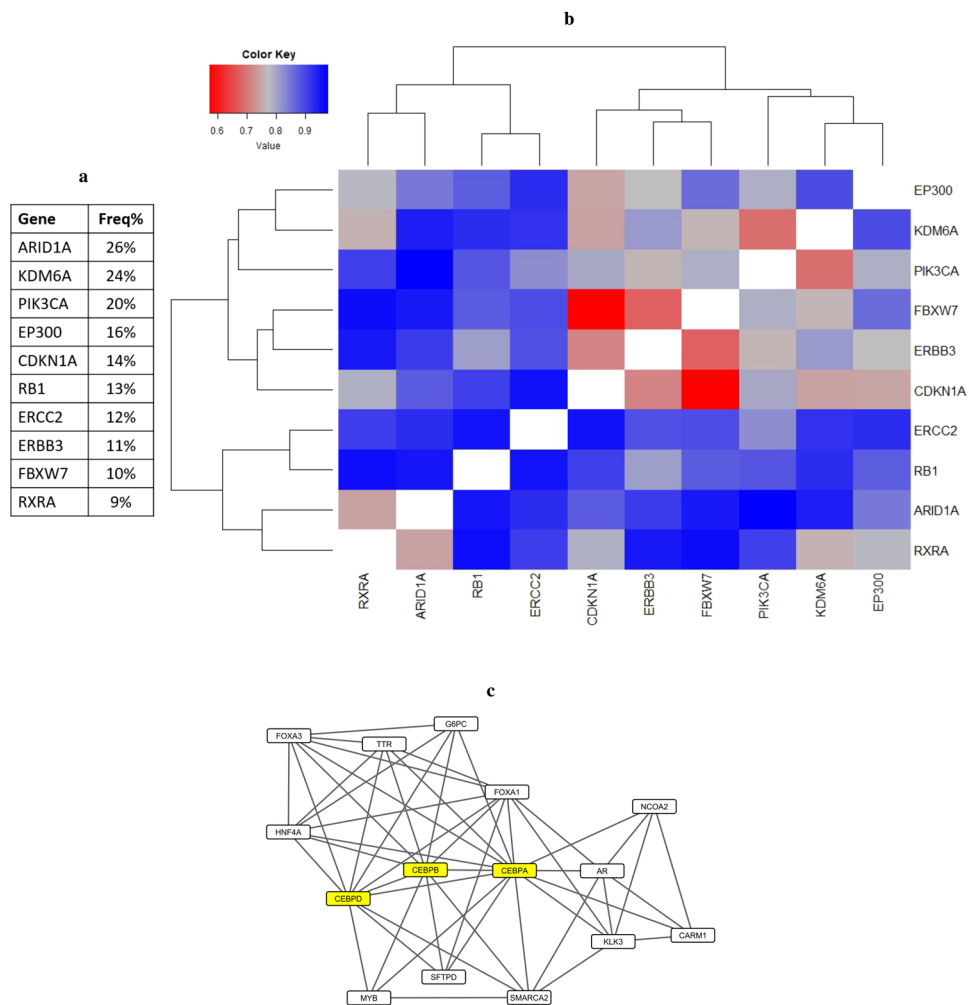 b
Color Key
0.6 0.7 0.8 0.9
Value
a
Gene Freq%
ARID1A 26%
KDM6A 24%
PIK3CA 20%
EP300 16%
CDKN1A 14%
RB1 13%
ERCC2 12%
ERBB3 11%
FBXW7 10%
RXRA 9%
EP300
KDM6A
PIK3CA
FBXW7
ERBB3
CDKN1A
ERCC2
RB1
ARID1A
RXRA
RXRA ARID1A RB1 ERCC2 CDKN1A ERBB3 FBXW7 PIK3CA KDM6A EP300
c
G6PC
FOXA3
TTR
FOXA1
NCOA2
HNF4A
CEBPB CEBPA AR
CEBPD
KLK3 CARM1
SFTPD
MYB SMARCA2